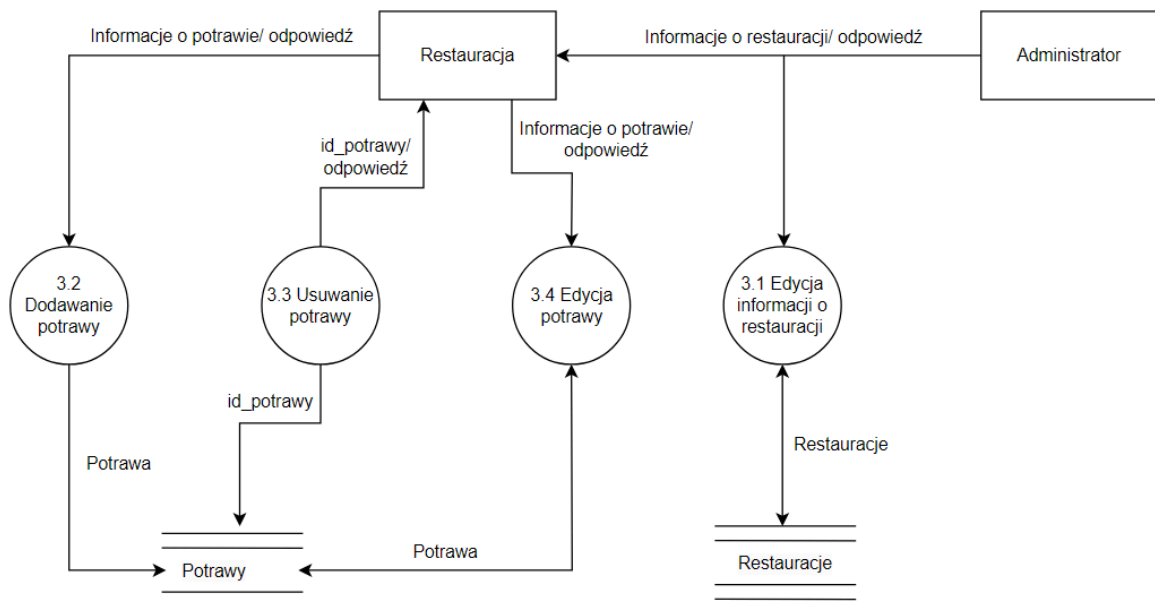 Informacje o potrawie/ odpowiedź
Restauracja
Informacje o restauracji/ odpowiedź
Administrator
id_potrawy/
odpowiedź
Informacje o potrawie/
odpowiedź
3.2
Dodawanie
potrawy
3.3 Usuwanie
potrawy
3.4 Edycja
potrawy
3.1 Edycja
informacji o
restauracji
id_potrawy
Potrawa
Restauracje
Potrawy
Potrawa
Restauracje